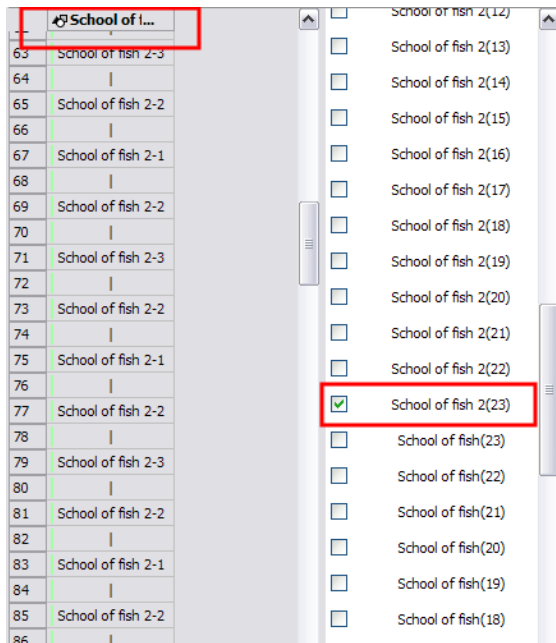 School of f...
63 School of fish 2-3
64 |
65 School of fish 2-2
66 |
67 School of fish 2-1
68 |
69 School of fish 2-2
70 |
71 School of fish 2-3
72 |
73 School of fish 2-2
74 |
75 School of fish 2-1
76 |
77 School of fish 2-2
78 |
79 School of fish 2-3
80 |
81 School of fish 2-2
82 |
83 School of fish 2-1
84 |
85 School of fish 2-2
86 |
School of fish 2(12)
School of fish 2(13)
School of fish 2(14)
School of fish 2(15)
School of fish 2(16)
School of fish 2(17)
School of fish 2(18)
School of fish 2(19)
School of fish 2(20)
School of fish 2(21)
School of fish 2(22)
School of fish 2(23)
School of fish(23)
School of fish(22)
School of fish(21)
School of fish(20)
School of fish(19)
School of fish(18)